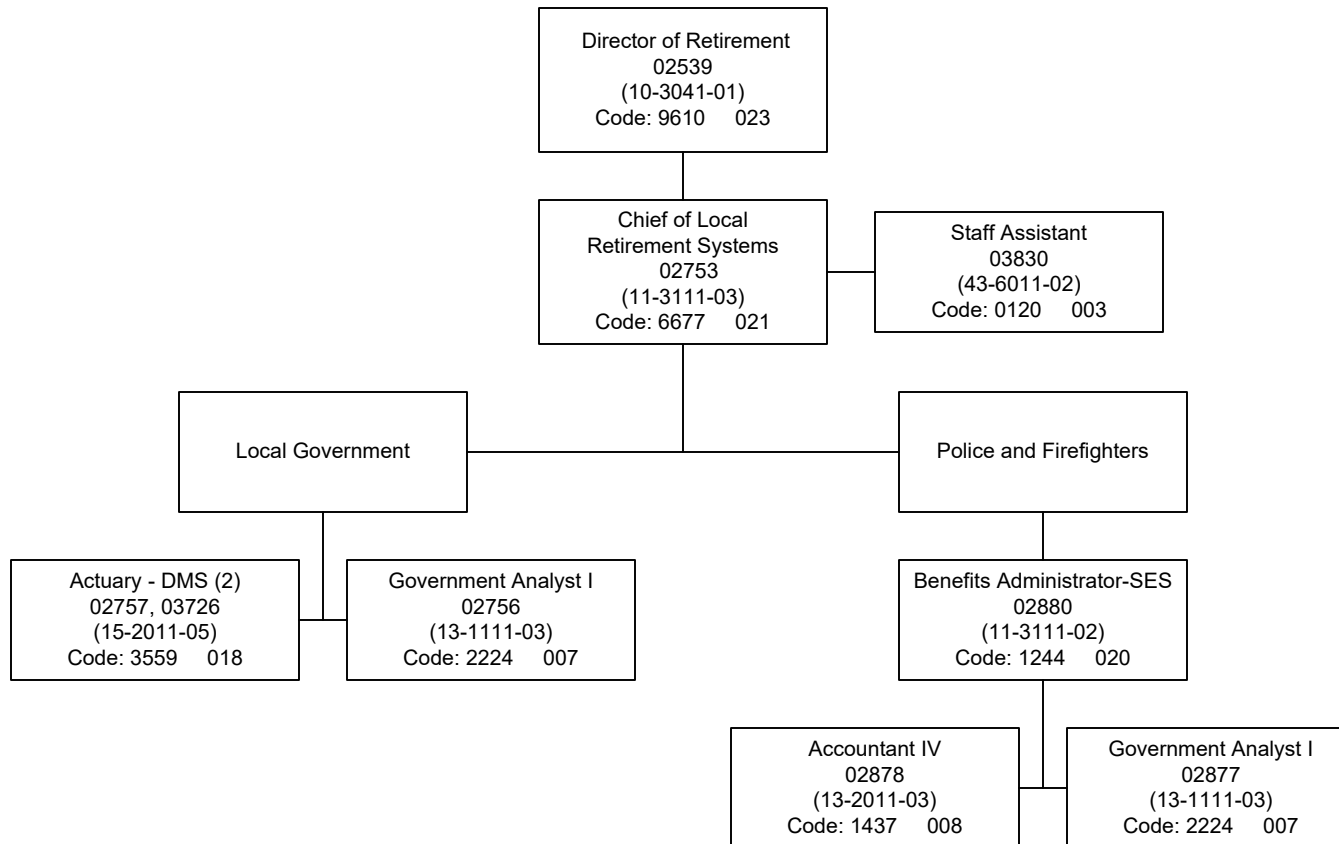 Director of Retirement
02539
(10-3041-01)
Code: 9610 023
Chief of Local
Retirement Systems
02753
(11-3111-03)
Code: 6677 021
Staff Assistant
03830
(43-6011-02)
Code: 0120 003
Local Government
Police and Firefighters
Actuary - DMS (2)
02757, 03726
(15-2011-05)
Code: 3559 018
Government Analyst I
02756
(13-1111-03)
Code: 2224 007
Benefits Administrator-SES
02880
(11-3111-02)
Code: 1244 020
Accountant IV
02878
(13-2011-03)
Code: 1437 008
Government Analyst I
02877
(13-1111-03)
Code: 2224 007